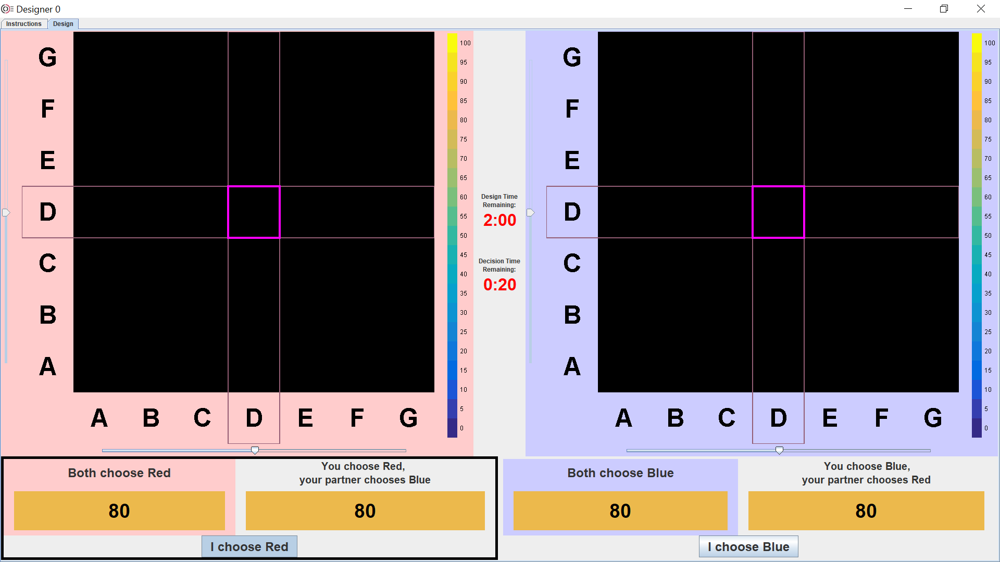 Designer 0
Instructions
Design
G
F
E
D
C
B
A
A B C D E F G
100
95
90
85
80
75
70
65
60
55
50
45
40
35
30
25
20
15
10
5
0
Design Time
Remaining:
2:00
Decision Time
Remaining:
0:20
G
F
E
D
C
B
A
A B C D E F G
100
95
90
85
80
75
70
65
60
55
50
45
40
35
30
25
20
15
10
5
0
Both choose Red
80
You choose Red,
your partner chooses Blue
80
I choose Red
Both choose Blue
80
You choose Blue,
your partner chooses Red
80
I choose Blue